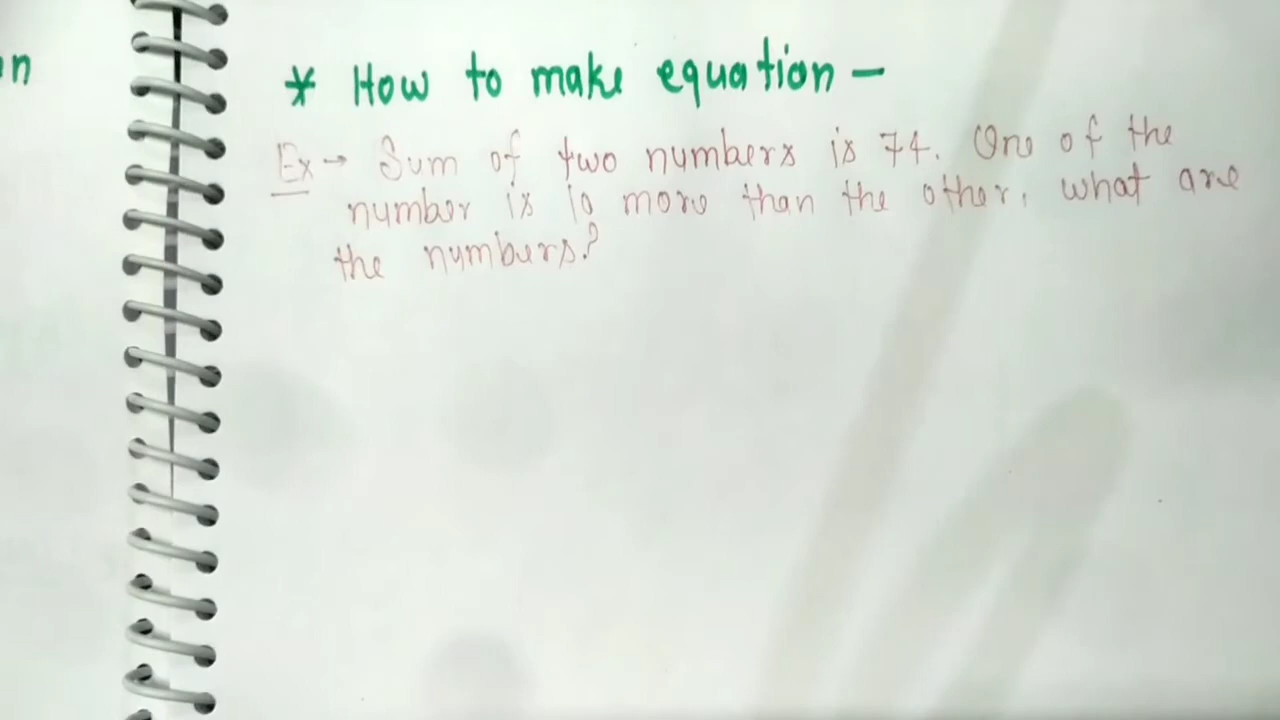 n
* How to make equation -
Ex → Sum of two numbers is 74. One of the
number is 10 more than the other, what are
the numbers?